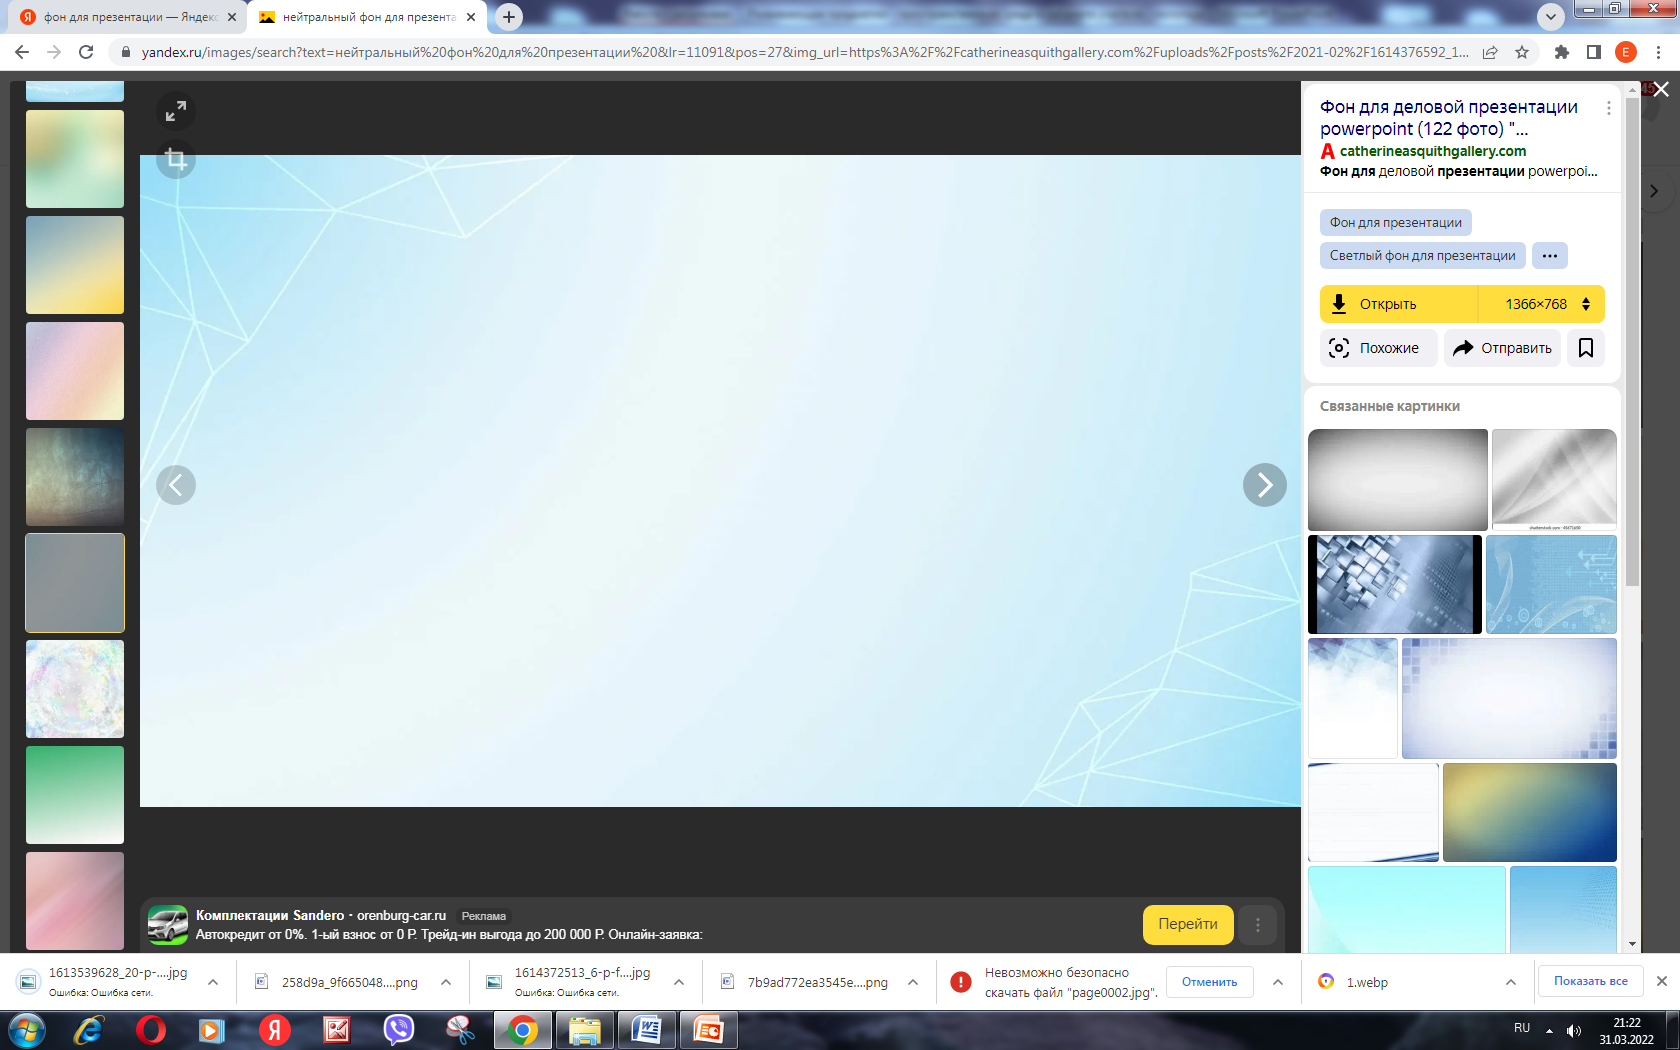 фон для презентации — Яндекс
нейтральный фон для презента
yandex.ru/images/search?text=нейтральный%20фон%20для%20презентации%20&lr=11091&pos=27&img_url=https%3A%2F%2Fcatherineasquithgallery.com%2Fuploads%2Fposts%2F2021-02%2F1614376592_1...
E
Фон для деловой презентации
powerpoint (122 фото) "...
catherineasquithgallery.com
Фон для деловой презентации powerpoi...
Фон для презентации
Светлый фон для презентации
Открыть
1366×768
Похожие
Отправить
Связанные картинки
Комплектации Sandero · orenburg-car.ru Реклама
Автокредит от 0%. 1-ый взнос от 0 Р. Трейд-ин выгода до 200 000 Р. Онлайн-заявка:
Перейти
1613539628_20-p-....jpg
Ошибка: Ошибка сети.
258d9a_9f665048....png
1614372513_6-p-f....jpg
Ошибка: Ошибка сети.
7b9ad772ea3545e....png
Невозможно безопасно
скачать файл "page0002.jpg".
Отменить
1.webp
Показать все
RU
21:22
31.03.2022